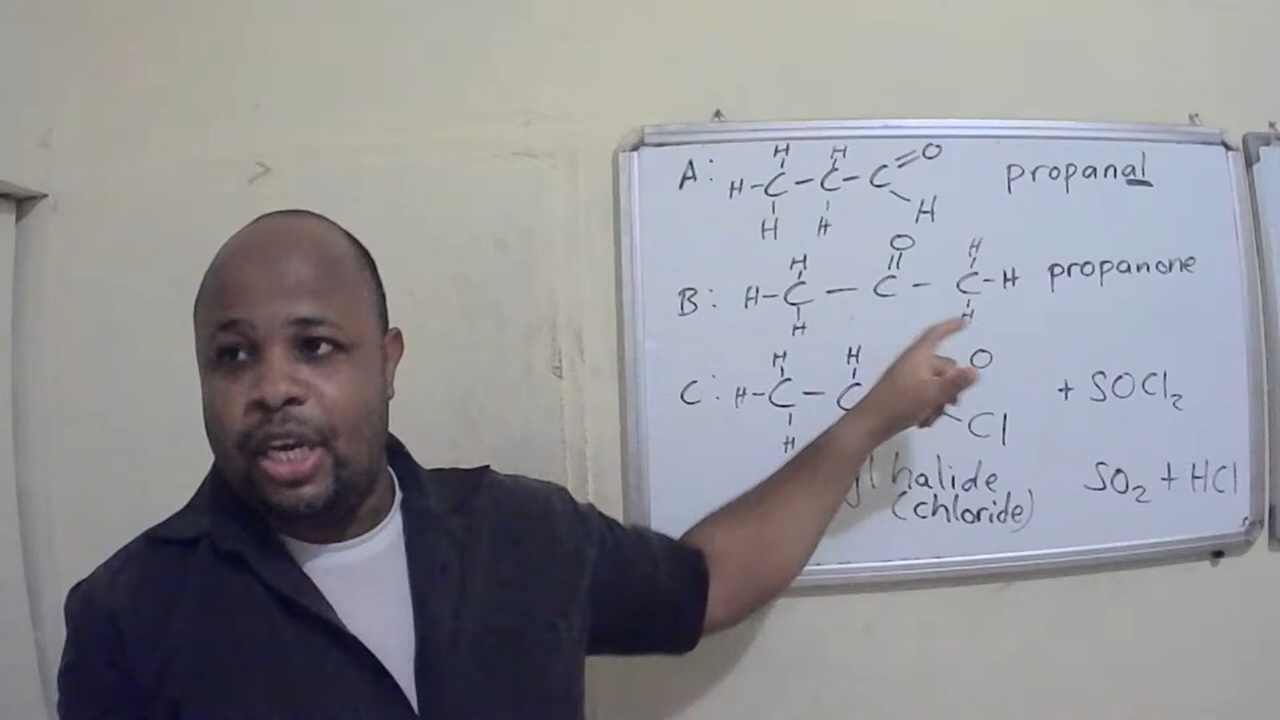 H H O
A: H-C-C-C propanal
H H H
H O H
B: H-C-C-C-H propanone
H H
H H O
C: H-C-C + SOCl₂
H Cl
halide SO₂ + HCl
(chloride)